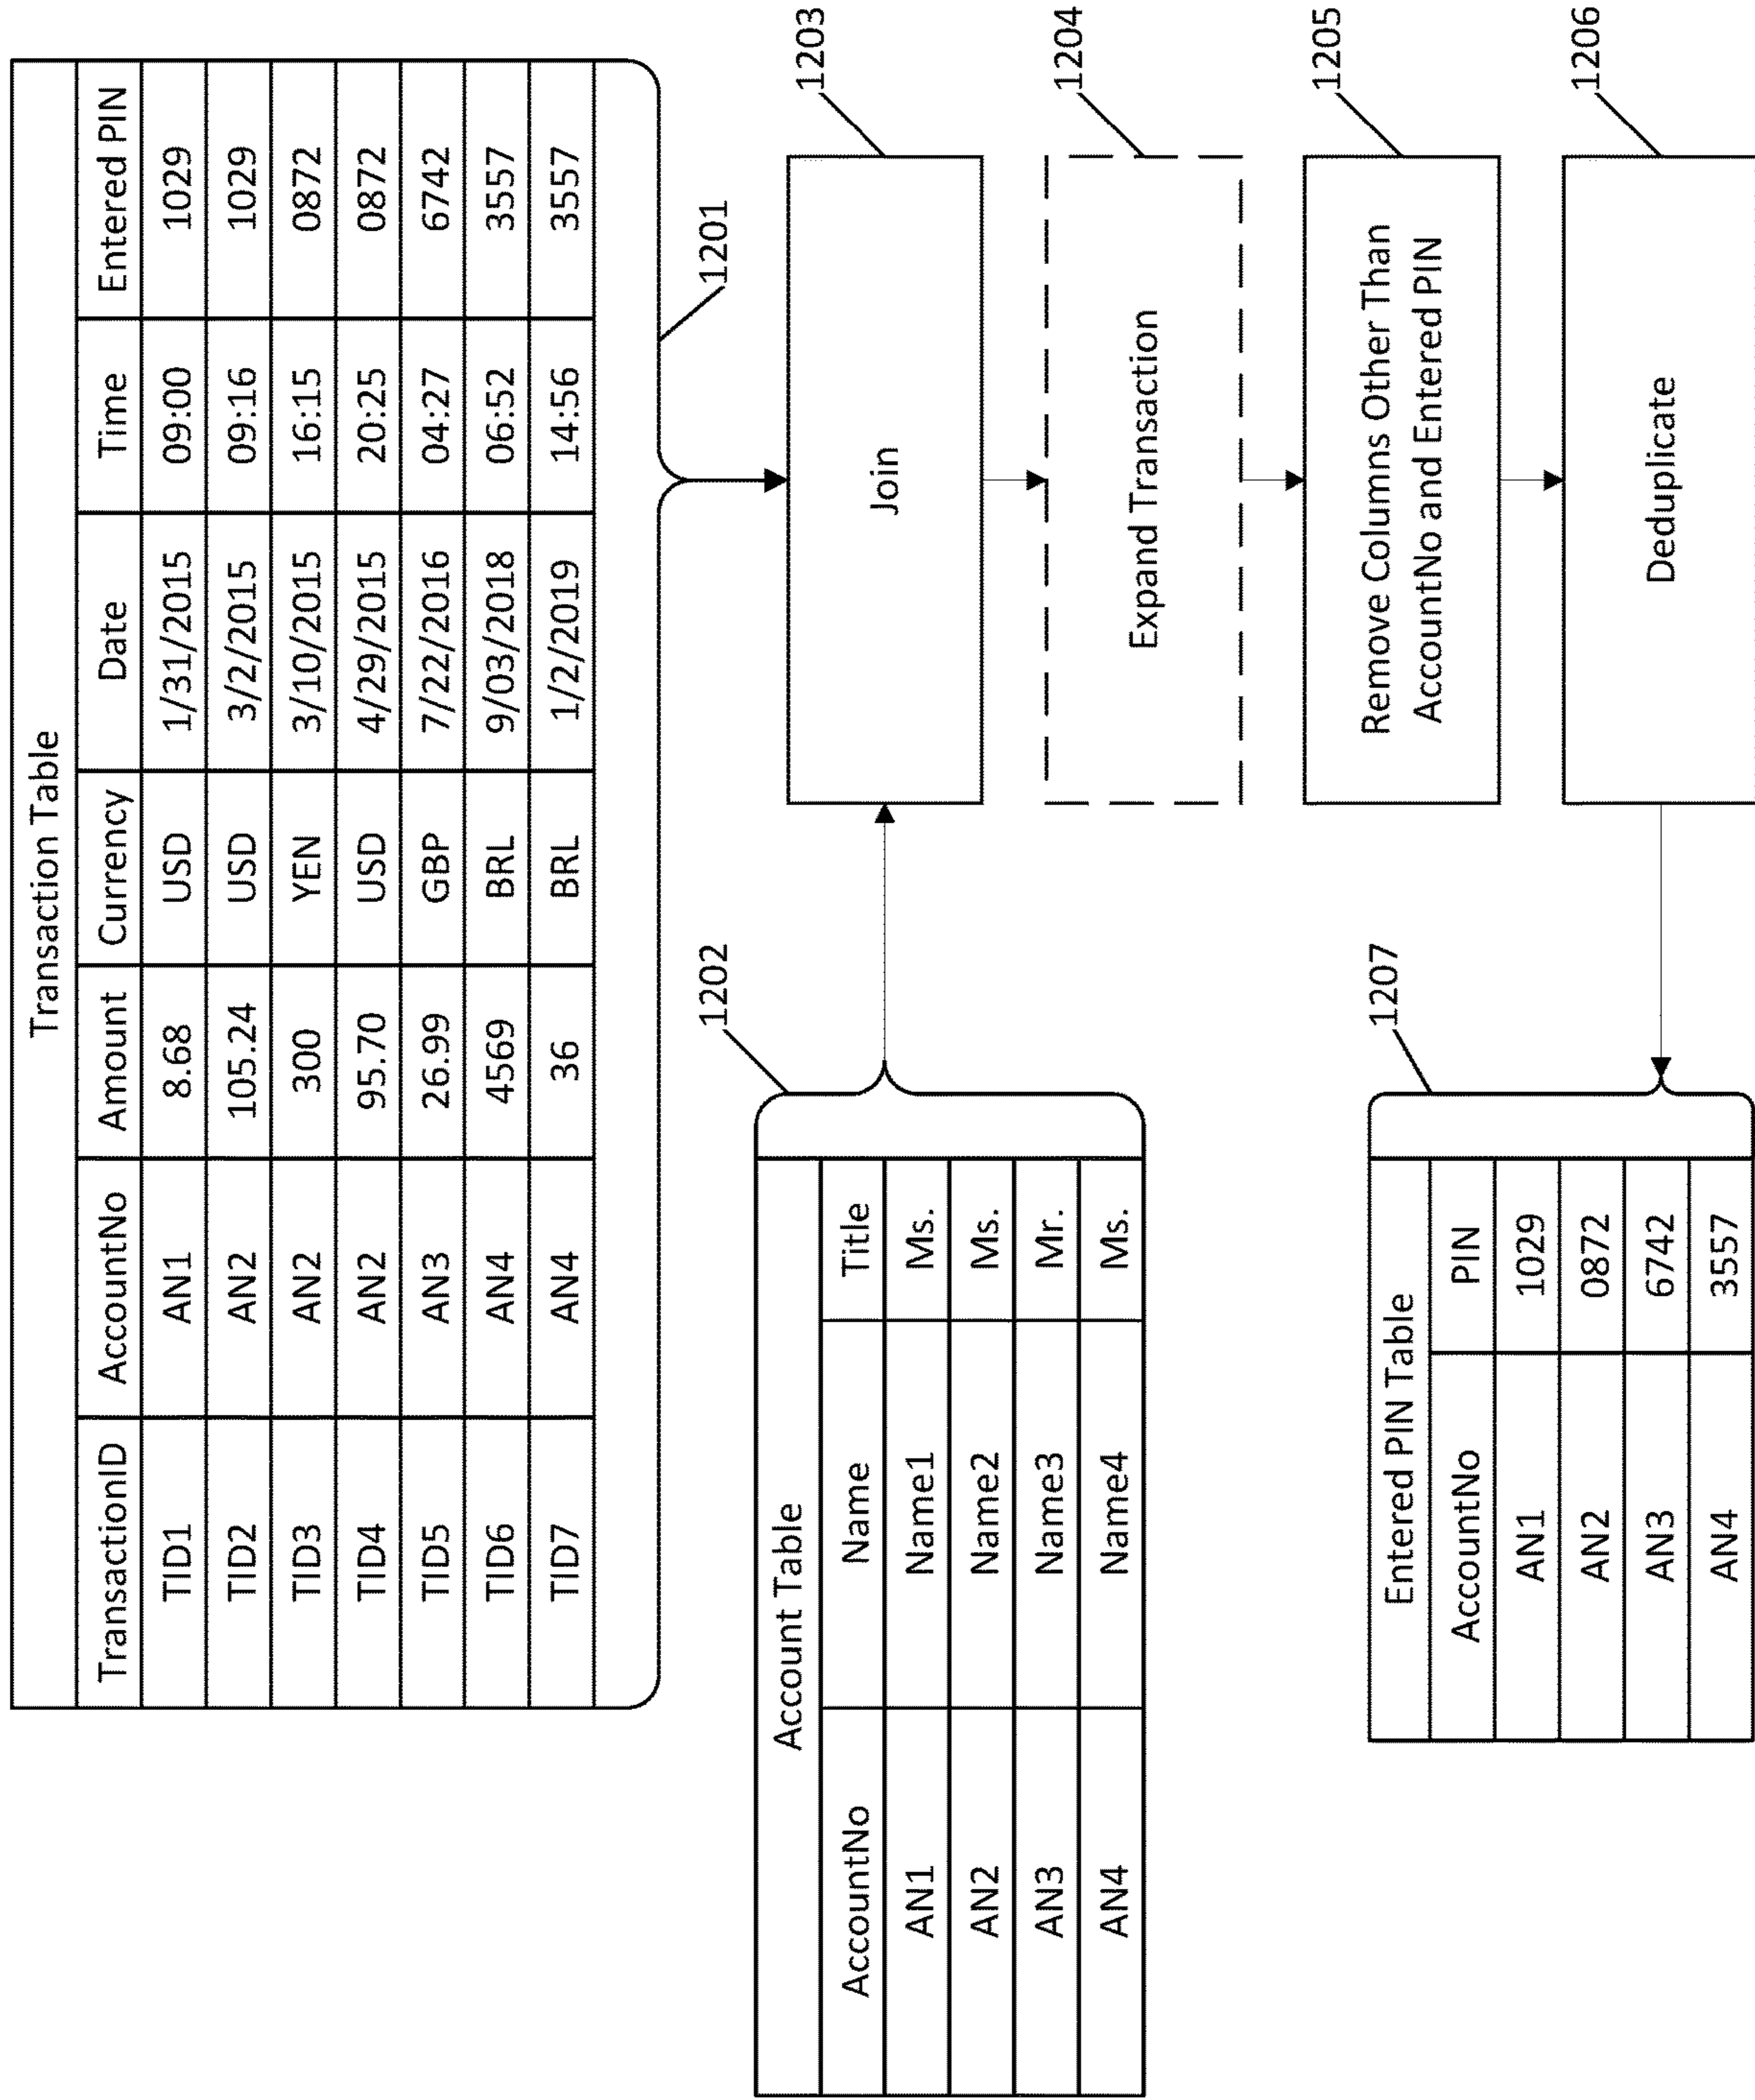 Transaction Table
TransactionID AccountNo Amount Currency Date Time Entered PIN
TID1 AN1 8.68 USD 1/31/2015 09:00 1029
TID2 AN2 105.24 USD 3/2/2015 09:16 1029
TID3 AN2 300 YEN 3/10/2015 16:15 0872
TID4 AN2 95.70 USD 4/29/2015 20:25 0872
TID5 AN3 26.99 GBP 7/22/2016 04:27 6742
TID6 AN4 4569 BRL 9/03/2018 06:52 3557
TID7 AN4 36 BRL 1/2/2019 14:56 3557
1201
1202
Account Table
AccountNo Name Title
AN1 Name1 Ms.
AN2 Name2 Ms.
AN3 Name3 Mr.
AN4 Name4 Ms.
1203
Join
1204
Expand Transaction
1205
Remove Columns Other Than
AccountNo and Entered PIN
1206
Deduplicate
1207
Entered PIN Table
AccountNo PIN
AN1 1029
AN2 0872
AN3 6742
AN4 3557